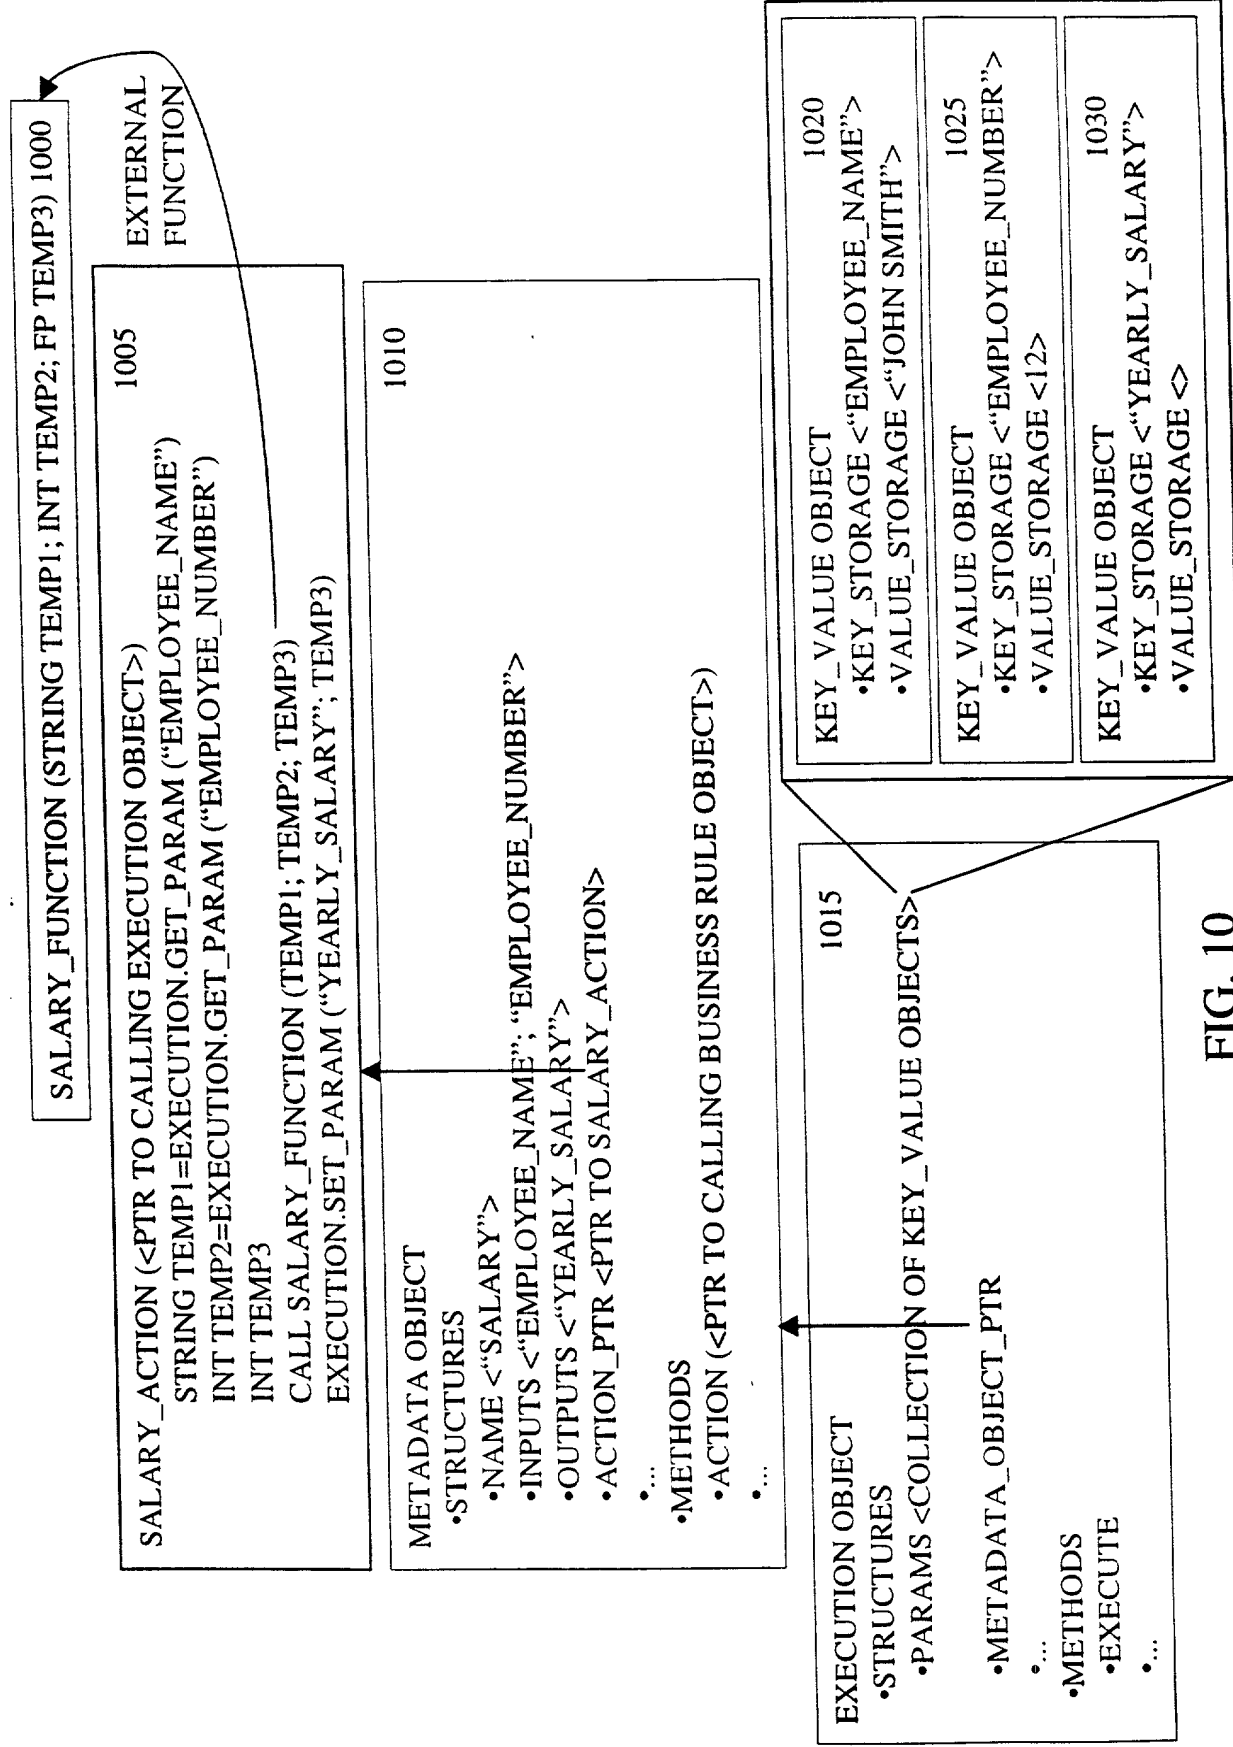 SALARY_FUNCTION (STRING TEMP1; INT TEMP2; FP TEMP3) 1000
EXTERNAL
FUNCTION
1005
SALARY_ACTION (<PTR TO CALLING EXECUTION OBJECT>)
STRING TEMP1=EXECUTION.GET_PARAM (“EMPLOYEE_NAME”)
INT TEMP2=EXECUTION.GET_PARAM (“EMPLOYEE_NUMBER”)
INT TEMP3
CALL SALARY_FUNCTION (TEMP1; TEMP2; TEMP3)
EXECUTION.SET_PARAM (“YEARLY_SALARY”; TEMP3)
1010
METADATA OBJECT
•STRUCTURES
•NAME <“SALARY”>
•INPUTS <“EMPLOYEE_NAME”; “EMPLOYEE_NUMBER”>
•OUTPUTS <“YEARLY_SALARY”>
•ACTION_PTR <PTR TO SALARY_ACTION>
•...
•METHODS
•ACTION (<PTR TO CALLING BUSINESS RULE OBJECT>)
•...
1015
EXECUTION OBJECT
•STRUCTURES
•PARAMS <COLLECTION OF KEY_VALUE OBJECTS>
•METADATA_OBJECT_PTR
•...
•METHODS
•EXECUTE
•...
1020
KEY_VALUE OBJECT
•KEY_STORAGE <“EMPLOYEE_NAME”>
•VALUE_STORAGE <“JOHN SMITH”>
1025
KEY_VALUE OBJECT
•KEY_STORAGE <“EMPLOYEE_NUMBER”>
•VALUE_STORAGE <12>
1030
KEY_VALUE OBJECT
•KEY_STORAGE <“YEARLY_SALARY”>
•VALUE_STORAGE <>
FIG. 10